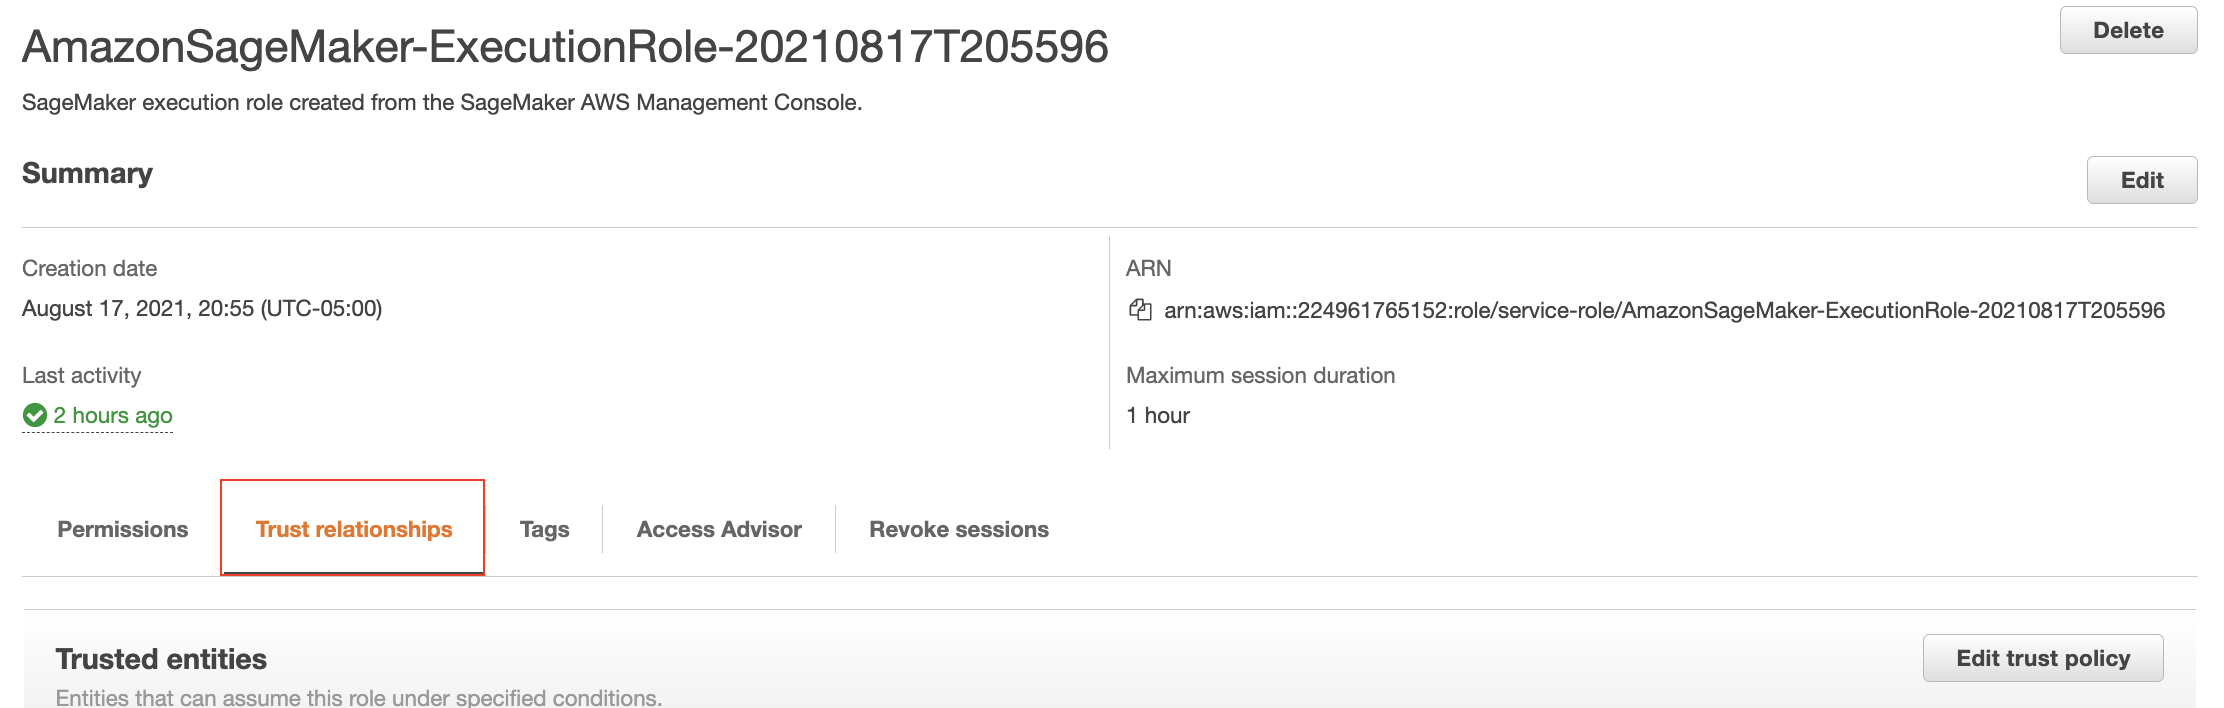 AmazonSageMaker-ExecutionRole-20210817T205596
Delete
SageMaker execution role created from the SageMaker AWS Management Console.
Summary
Edit
Creation date
August 17, 2021, 20:55 (UTC-05:00)
ARN
arn:aws:iam::224961765152:role/service-role/AmazonSageMaker-ExecutionRole-20210817T205596
Last activity
2 hours ago
Maximum session duration
1 hour
Permissions
Trust relationships
Tags
Access Advisor
Revoke sessions
Trusted entities
Edit trust policy
Entities that can assume this role under specified conditions.